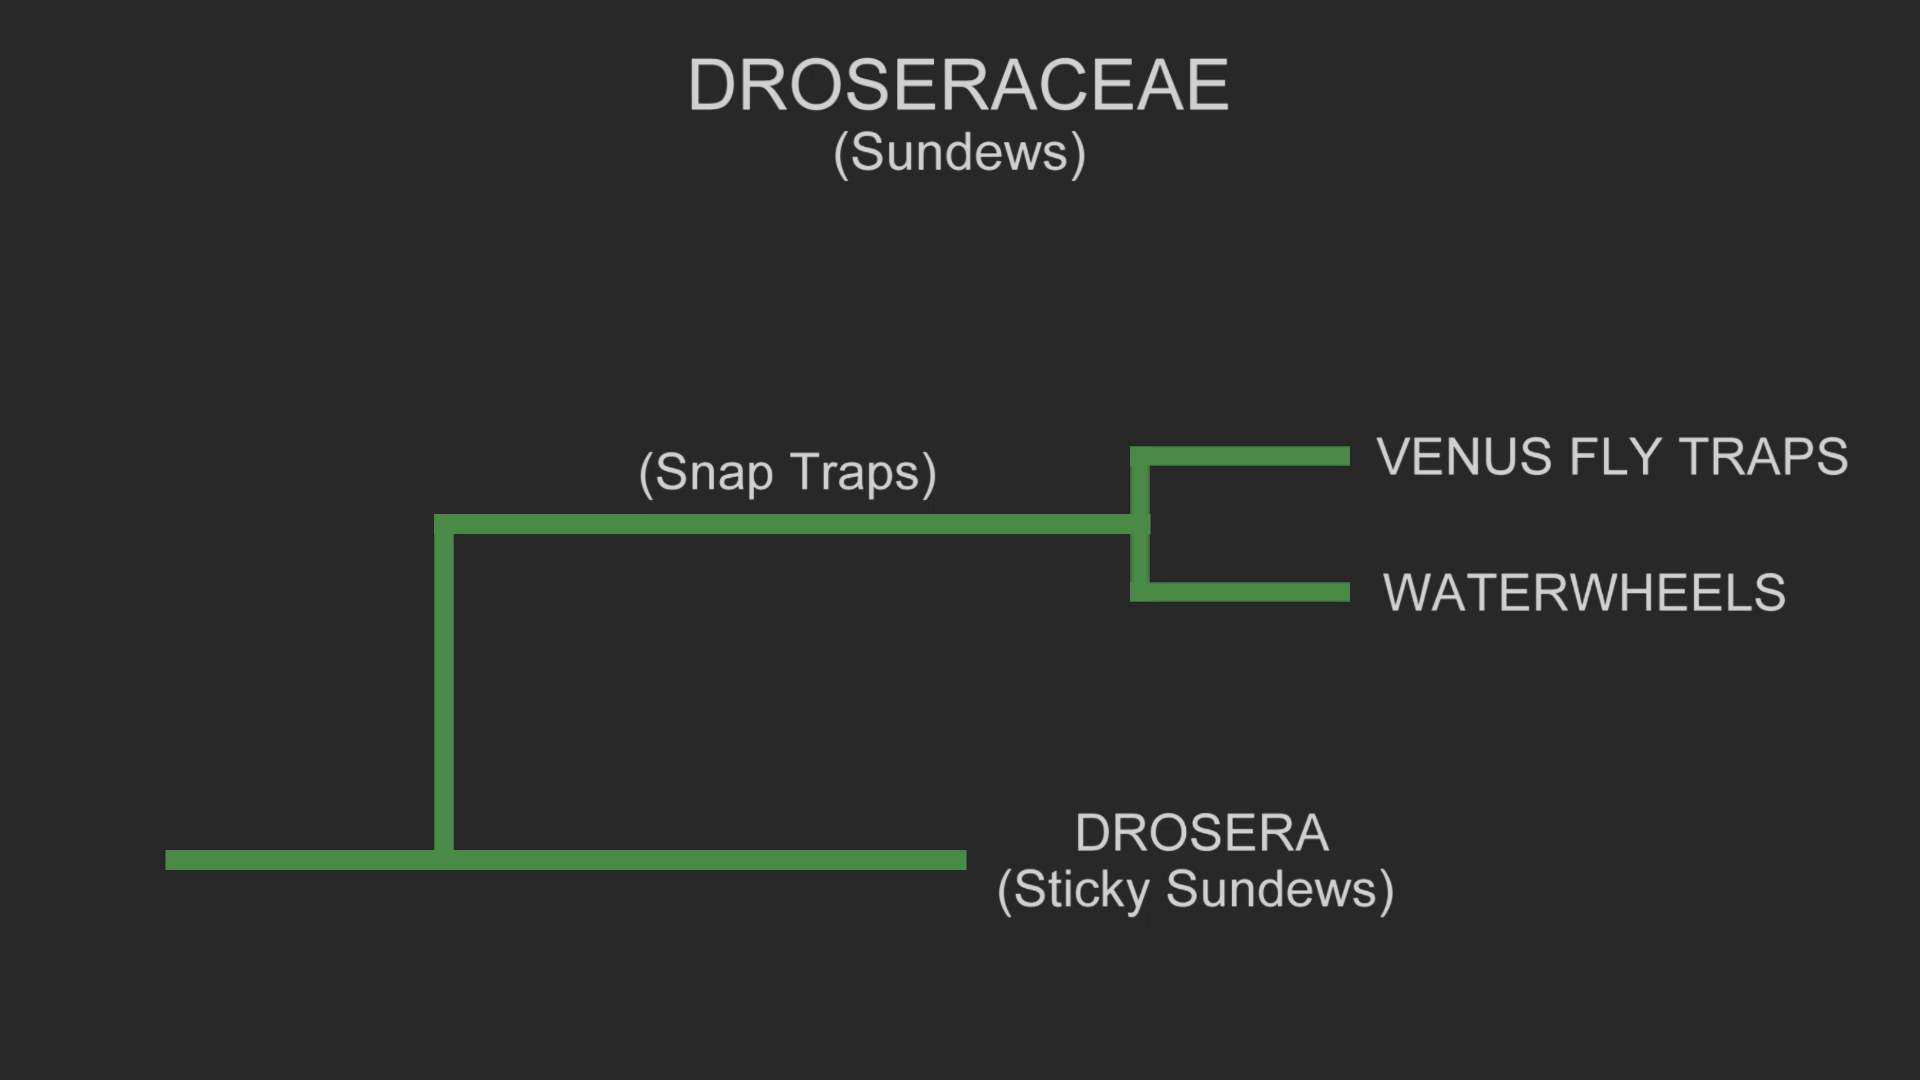 DROSERACEAE
(Sundews)
(Snap Traps)
VENUS FLY TRAPS
WATERWHEELS
DROSERA
(Sticky Sundews)